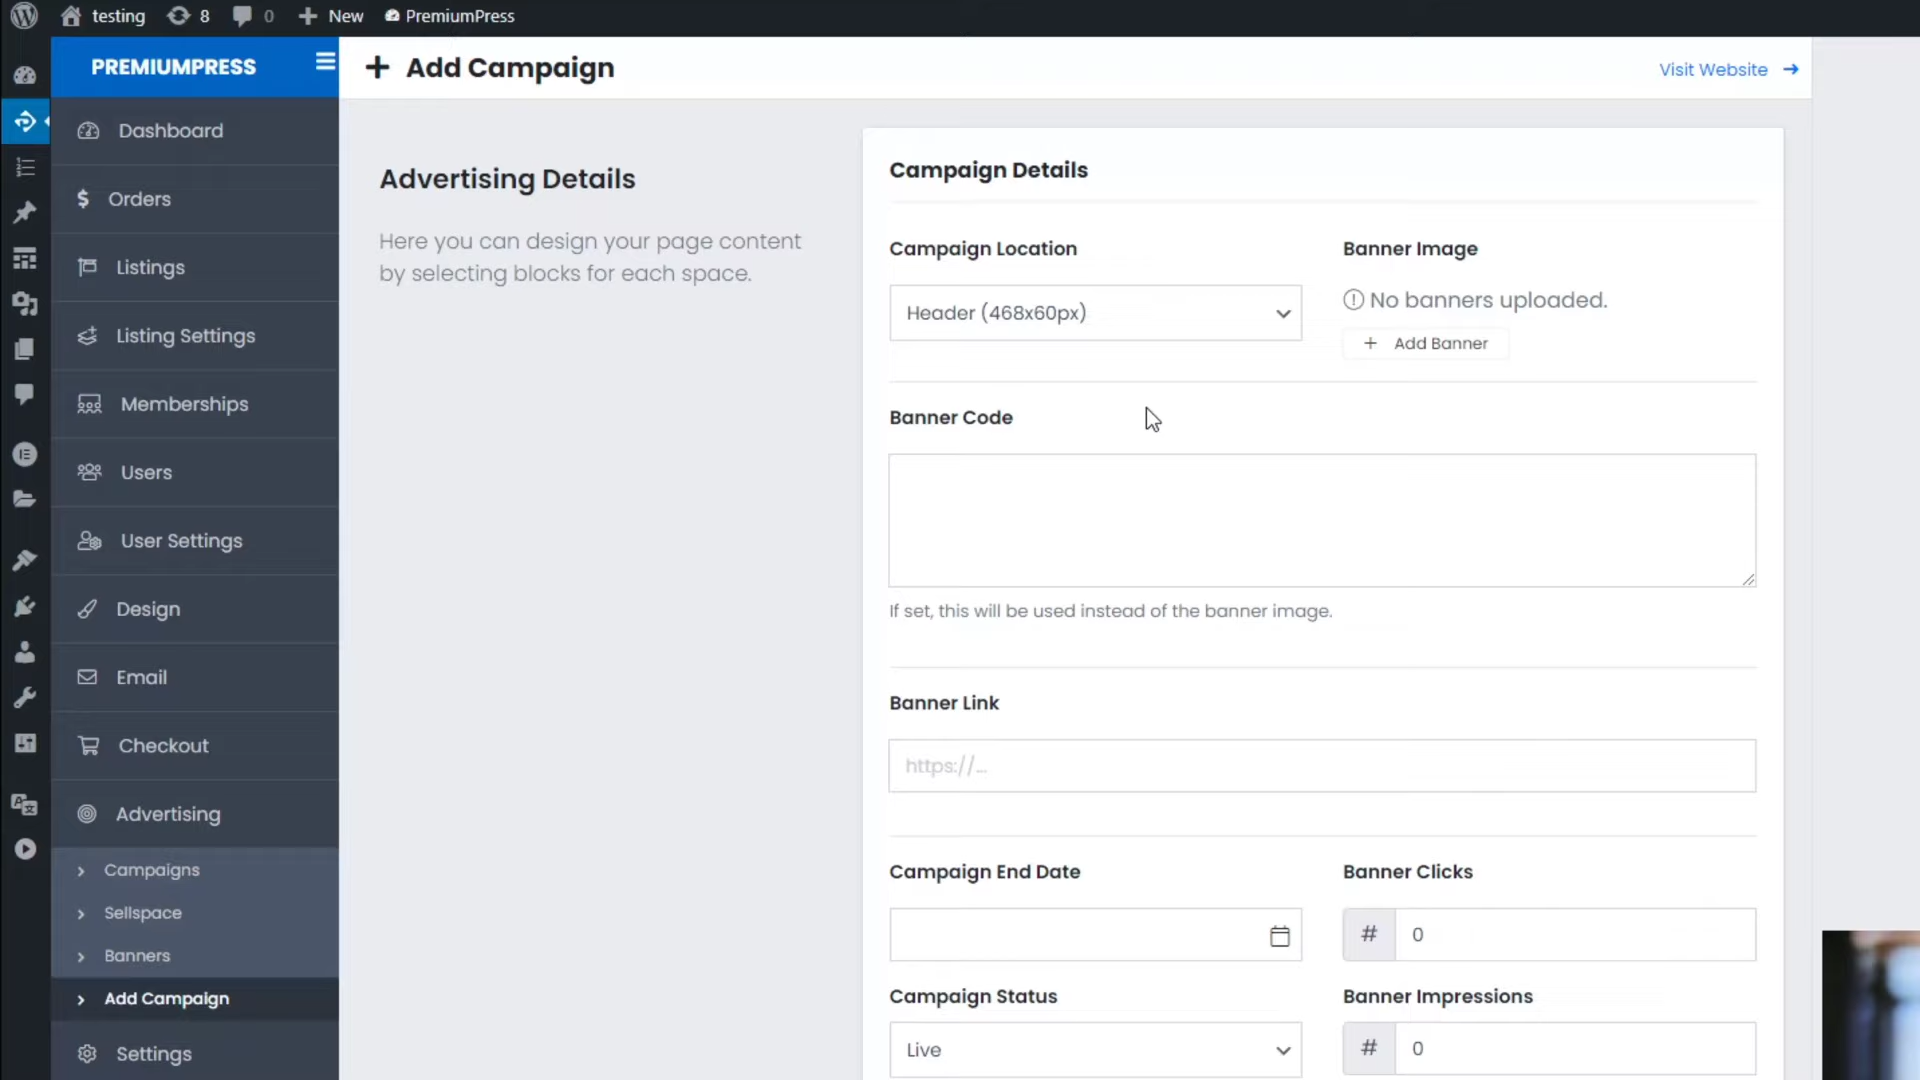 testing
8
0
New
PremiumPress
PREMIUMPRESS
Add Campaign
Visit Website
Dashboard
Orders
Listings
Listing Settings
Memberships
Users
User Settings
Design
Email
Checkout
Advertising
Campaigns
Sellspace
Banners
Add Campaign
Settings
Advertising Details
Here you can design your page content
by selecting blocks for each space.
Campaign Details
Campaign Location
Header (468x60px)
Banner Image
No banners uploaded.
+ Add Banner
Banner Code
If set, this will be used instead of the banner image.
Banner Link
https://...
Campaign End Date
Banner Clicks
# 0
Campaign Status
Live
Banner Impressions
# 0